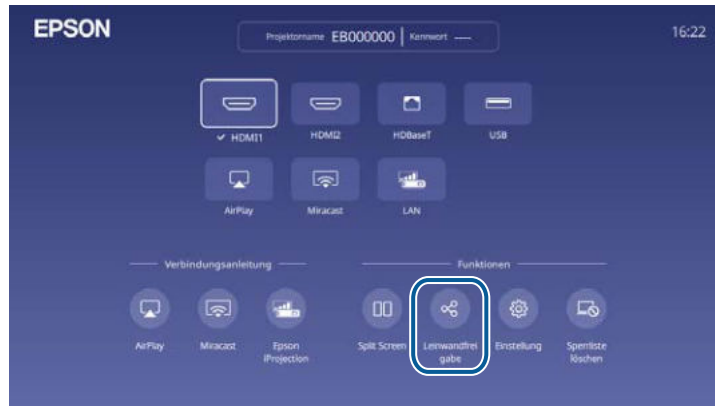 EPSON
Projektorname EB000000 | Kennwort ----
16:22
✔ HDMI1
HDMI2
HDBaseT
USB
AirPlay
Miracast
LAN
Verbindungsanleitung
Funktionen
AirPlay
Miracast
Epson
iProjection
Split Screen
Leinwandfrei
gabe
Einstellung
Sperrliste
löschen